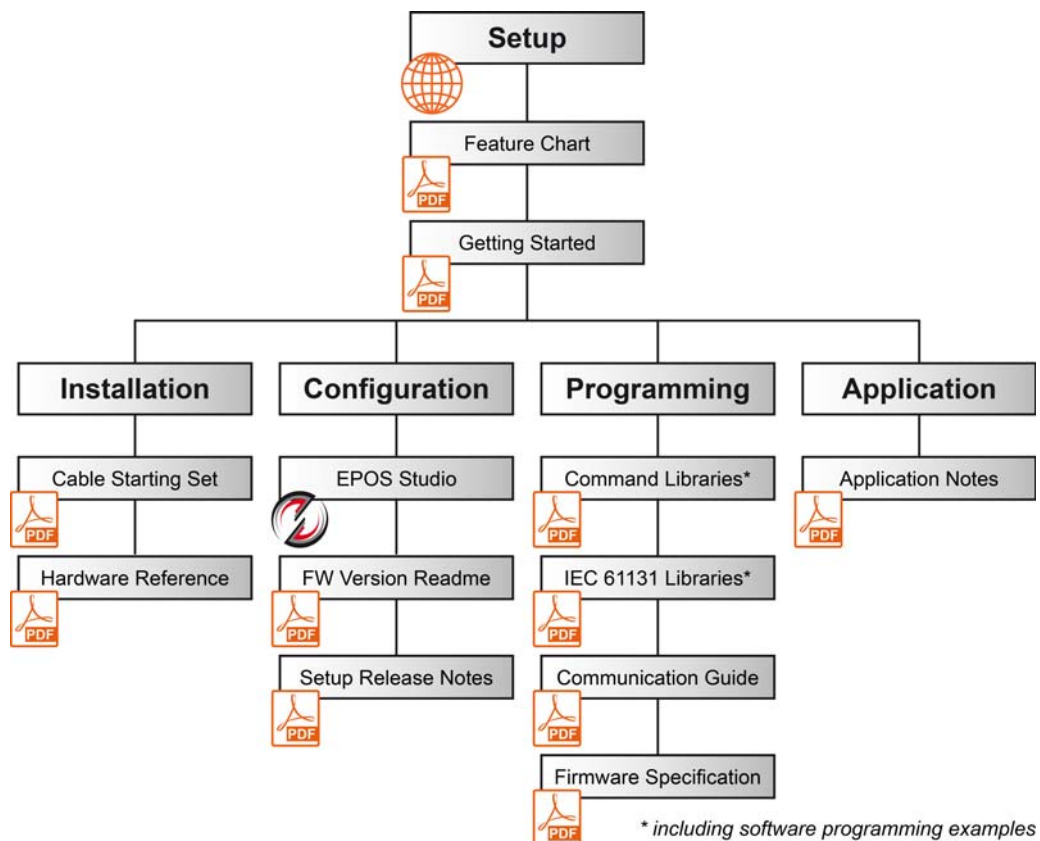 Setup
Feature Chart
PDF
Getting Started
PDF
Installation
Configuration
Programming
Application
Cable Starting Set
PDF
EPOS Studio
Command Libraries*
PDF
Application Notes
PDF
Hardware Reference
PDF
FW Version Readme
PDF
IEC 61131 Libraries*
PDF
Setup Release Notes
PDF
Communication Guide
PDF
Firmware Specification
PDF
* including software programming examples